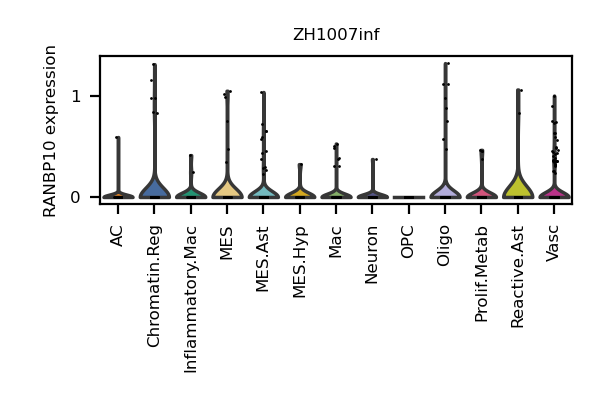 ZH1007inf
RANBP10 expression
1
0
AC
Chromatin.Reg
Inflammatory.Mac
MES
MES.Ast
MES.Hyp
Mac
Neuron
OPC
Oligo
Prolif.Metab
Reactive.Ast
Vasc